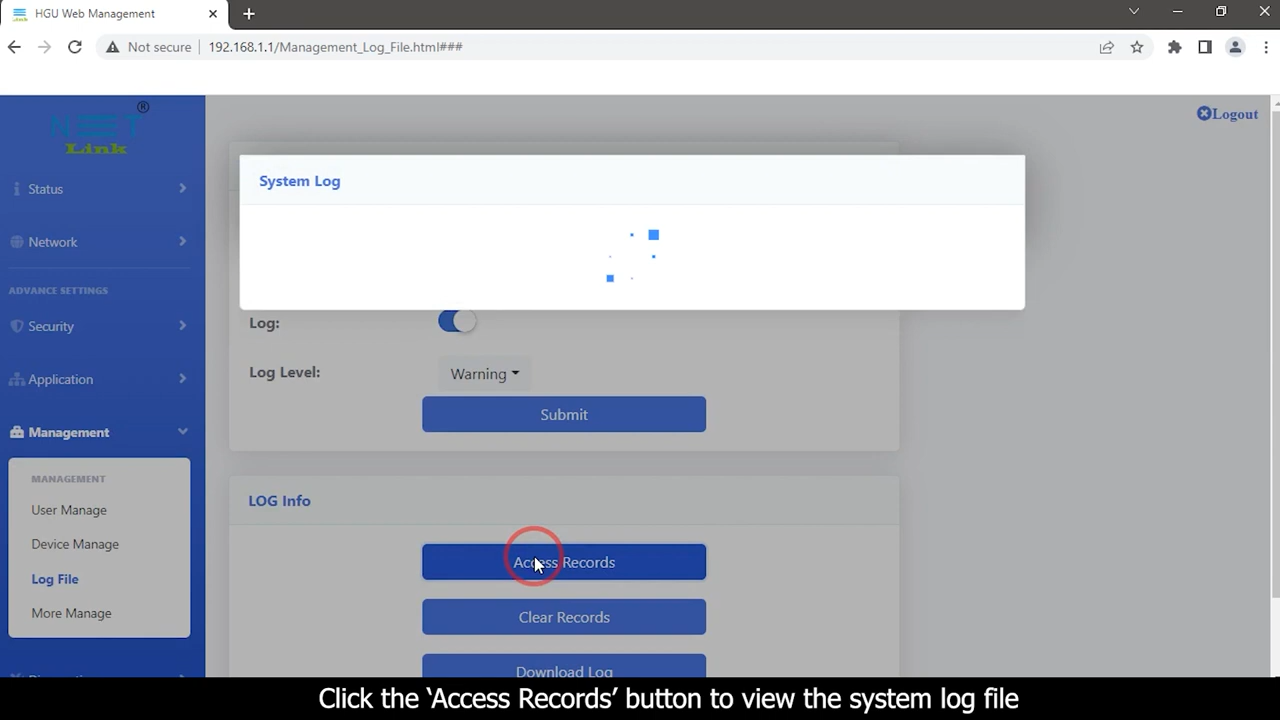 HGU Web Management
Not secure
192.168.1.1/Management_Log_File.html###
NET
Link
®
Logout
Status
Network
ADVANCE SETTINGS
Security
Application
Management
MANAGEMENT
User Manage
Device Manage
Log File
More Manage
System Log
Log:
Log Level:
Warning
Submit
LOG Info
Access Records
Clear Records
Download Log
Click the ‘Access Records’ button to view the system log file